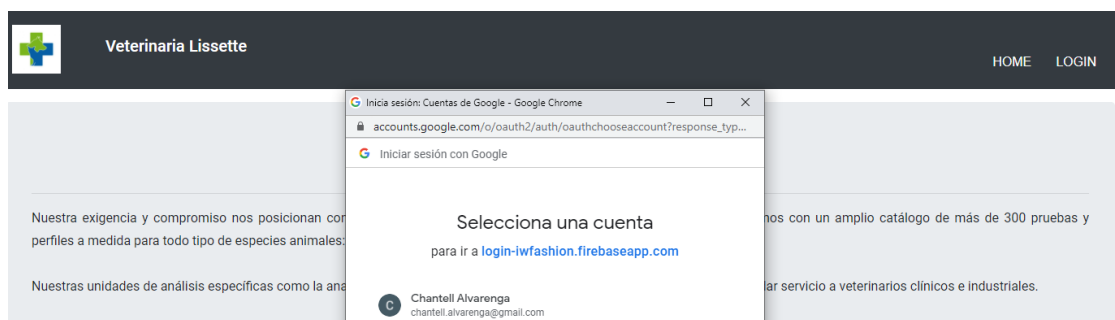 Veterinaria Lissette
HOME LOGIN
Inicia sesión: Cuentas de Google - Google Chrome
accounts.google.com/o/oauth2/auth/oauthchooseaccount?response_typ...
G Iniciar sesión con Google
Selecciona una cuenta
para ir a login-iwfashion.firebaseapp.com
Nuestra exigencia y compromiso nos posicionan
nos con un amplio catálogo de más de 300 pruebas y
perfiles a medida para todo tipo de especies animales:
Nuestras unidades de análisis específicas como la
servicio a veterinarios clínicos e industriales.
C Chantell Alvarenga
chantell.alvarenga@gmail.com